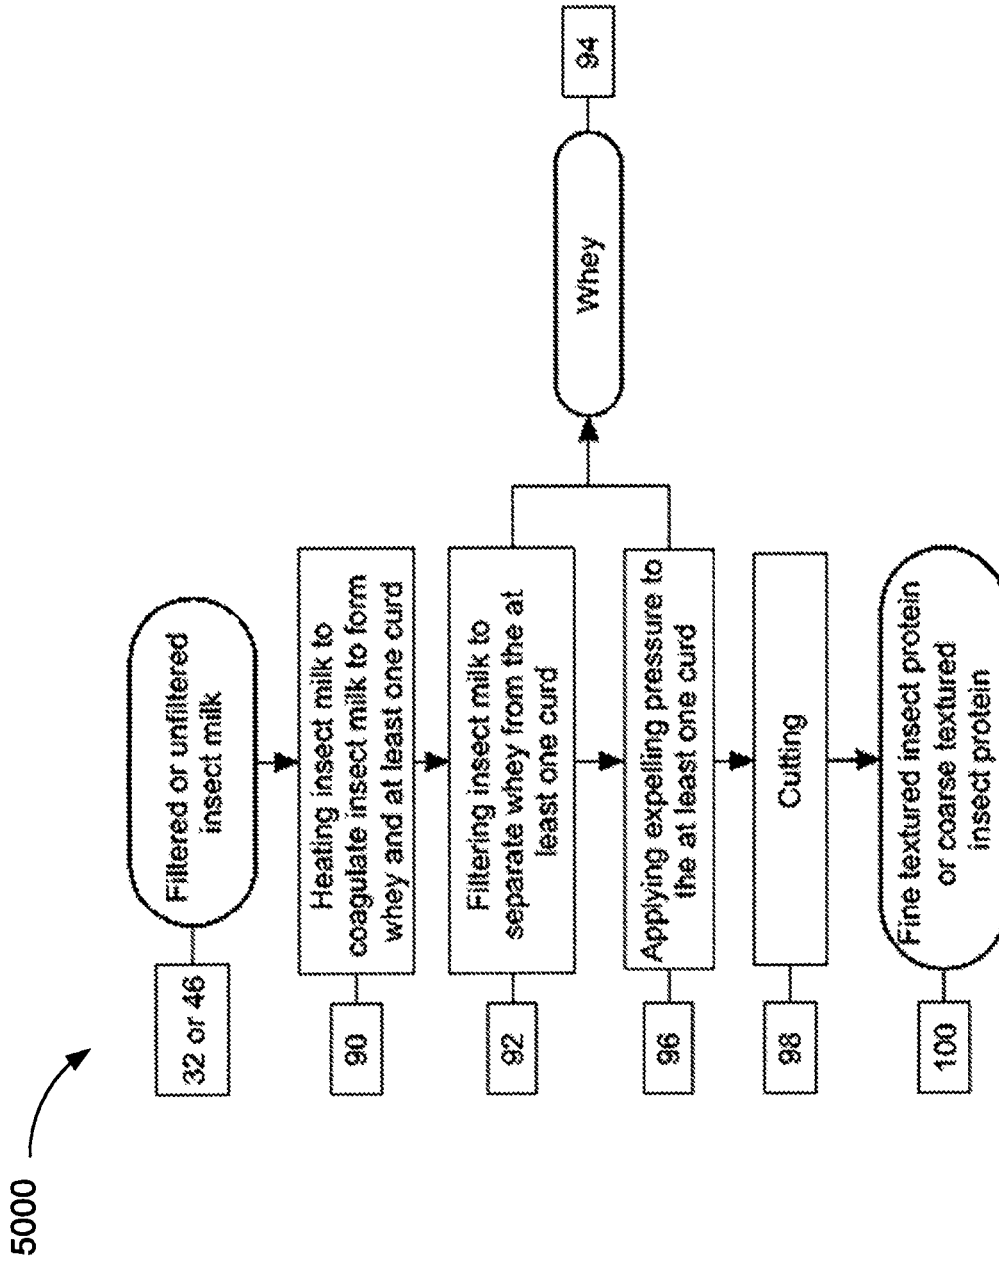 5000
32 or 46
Filtered or unfiltered
insect milk
90
Heating insect milk to
coagulate insect milk to form
whey and at least one curd
92
Filtering insect milk to
separate whey from the at
least one curd
94
Whey
96
Applying expelling pressure to
the at least one curd
98
Cutting
100
Fine textured insect protein
or coarse textured
insect protein